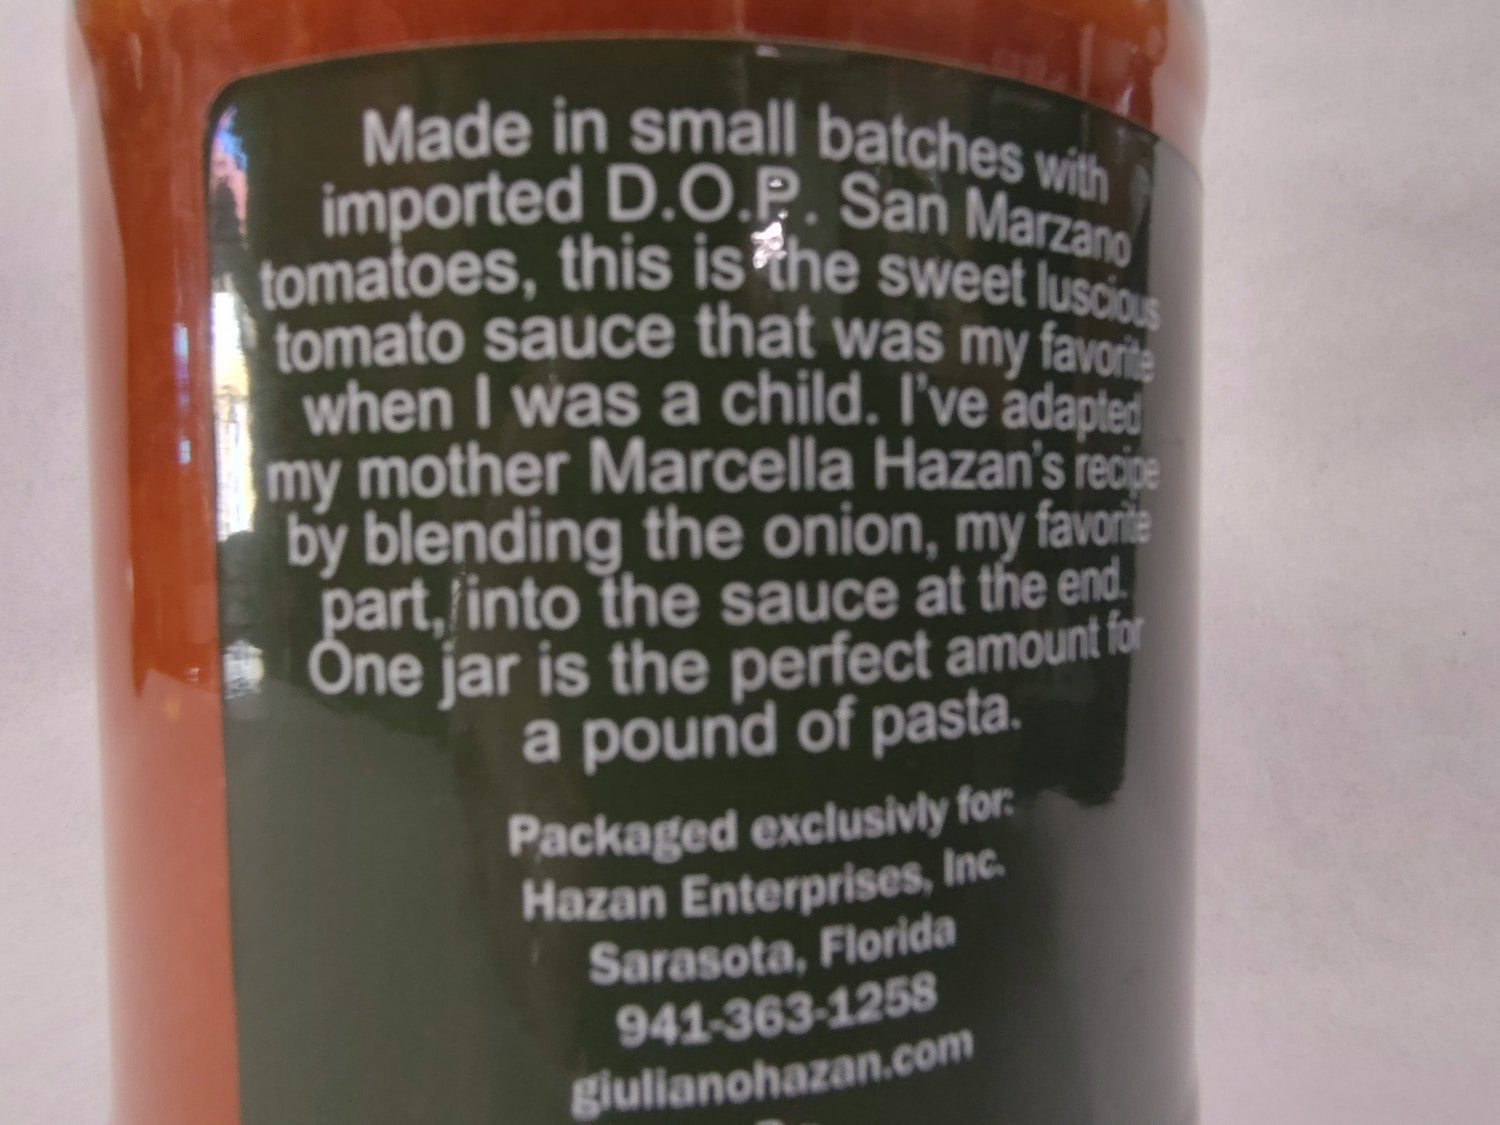 Made in small batches with
imported D.O.P. San Marzano
tomatoes, this is the sweet luscious
tomato sauce that was my favorite
when I was a child. I've adapted
my mother Marcella Hazan's recipe
by blending the onion, my favorite
part, into the sauce at the end.
One jar is the perfect amount for
a pound of pasta.
Packaged exclusivly for:
Hazan Enterprises, Inc.
Sarasota, Florida
941-363-1258
giulianohazan.com